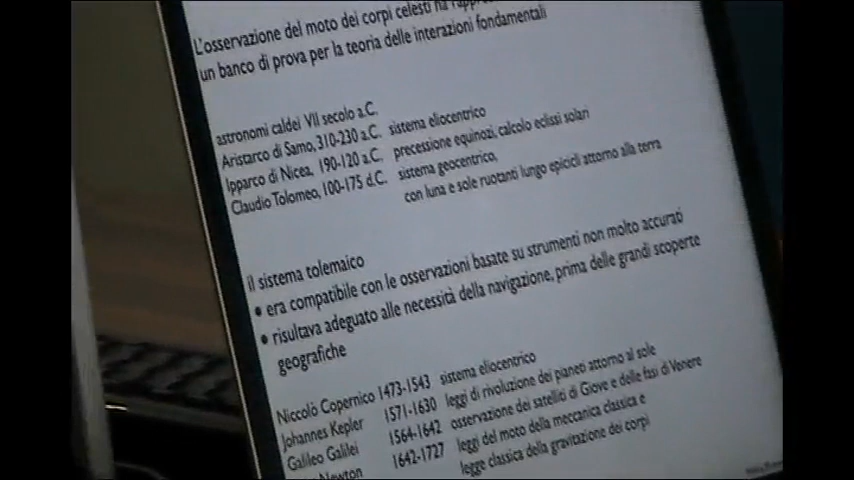 L'osservazione del moto dei corpi celesti ha
un banco di prova per la teoria delle interazioni fondamentali
astronomi caldei VII secolo a.C.
Aristarco di Samo, 310-230 a.C. sistema eliocentrico
Ipparco di Nicea, 190-120 a.C. precessione equinozi, calcolo eclissi solari
Claudio Tolomeo, 100-175 d.C. sistema geocentrico,
con luna e sole ruotanti lungo epicicli attorno alla terra
il sistema tolemaico
• era compatibile con le osservazioni basate su strumenti non molto accurati
• risultava adeguato alle necessità della navigazione, prima delle grandi scoperte
geografiche
Niccolò Copernico 1473-1543 sistema eliocentrico
Johannes Kepler 1571-1630 leggi di rivoluzione dei pianeti attorno al sole
Galileo Galilei 1564-1642 osservazione dei satelliti di Giove e delle fasi di Venere
Newton 1642-1727 leggi del moto della meccanica classica e
legge classica della gravitazione dei corpi